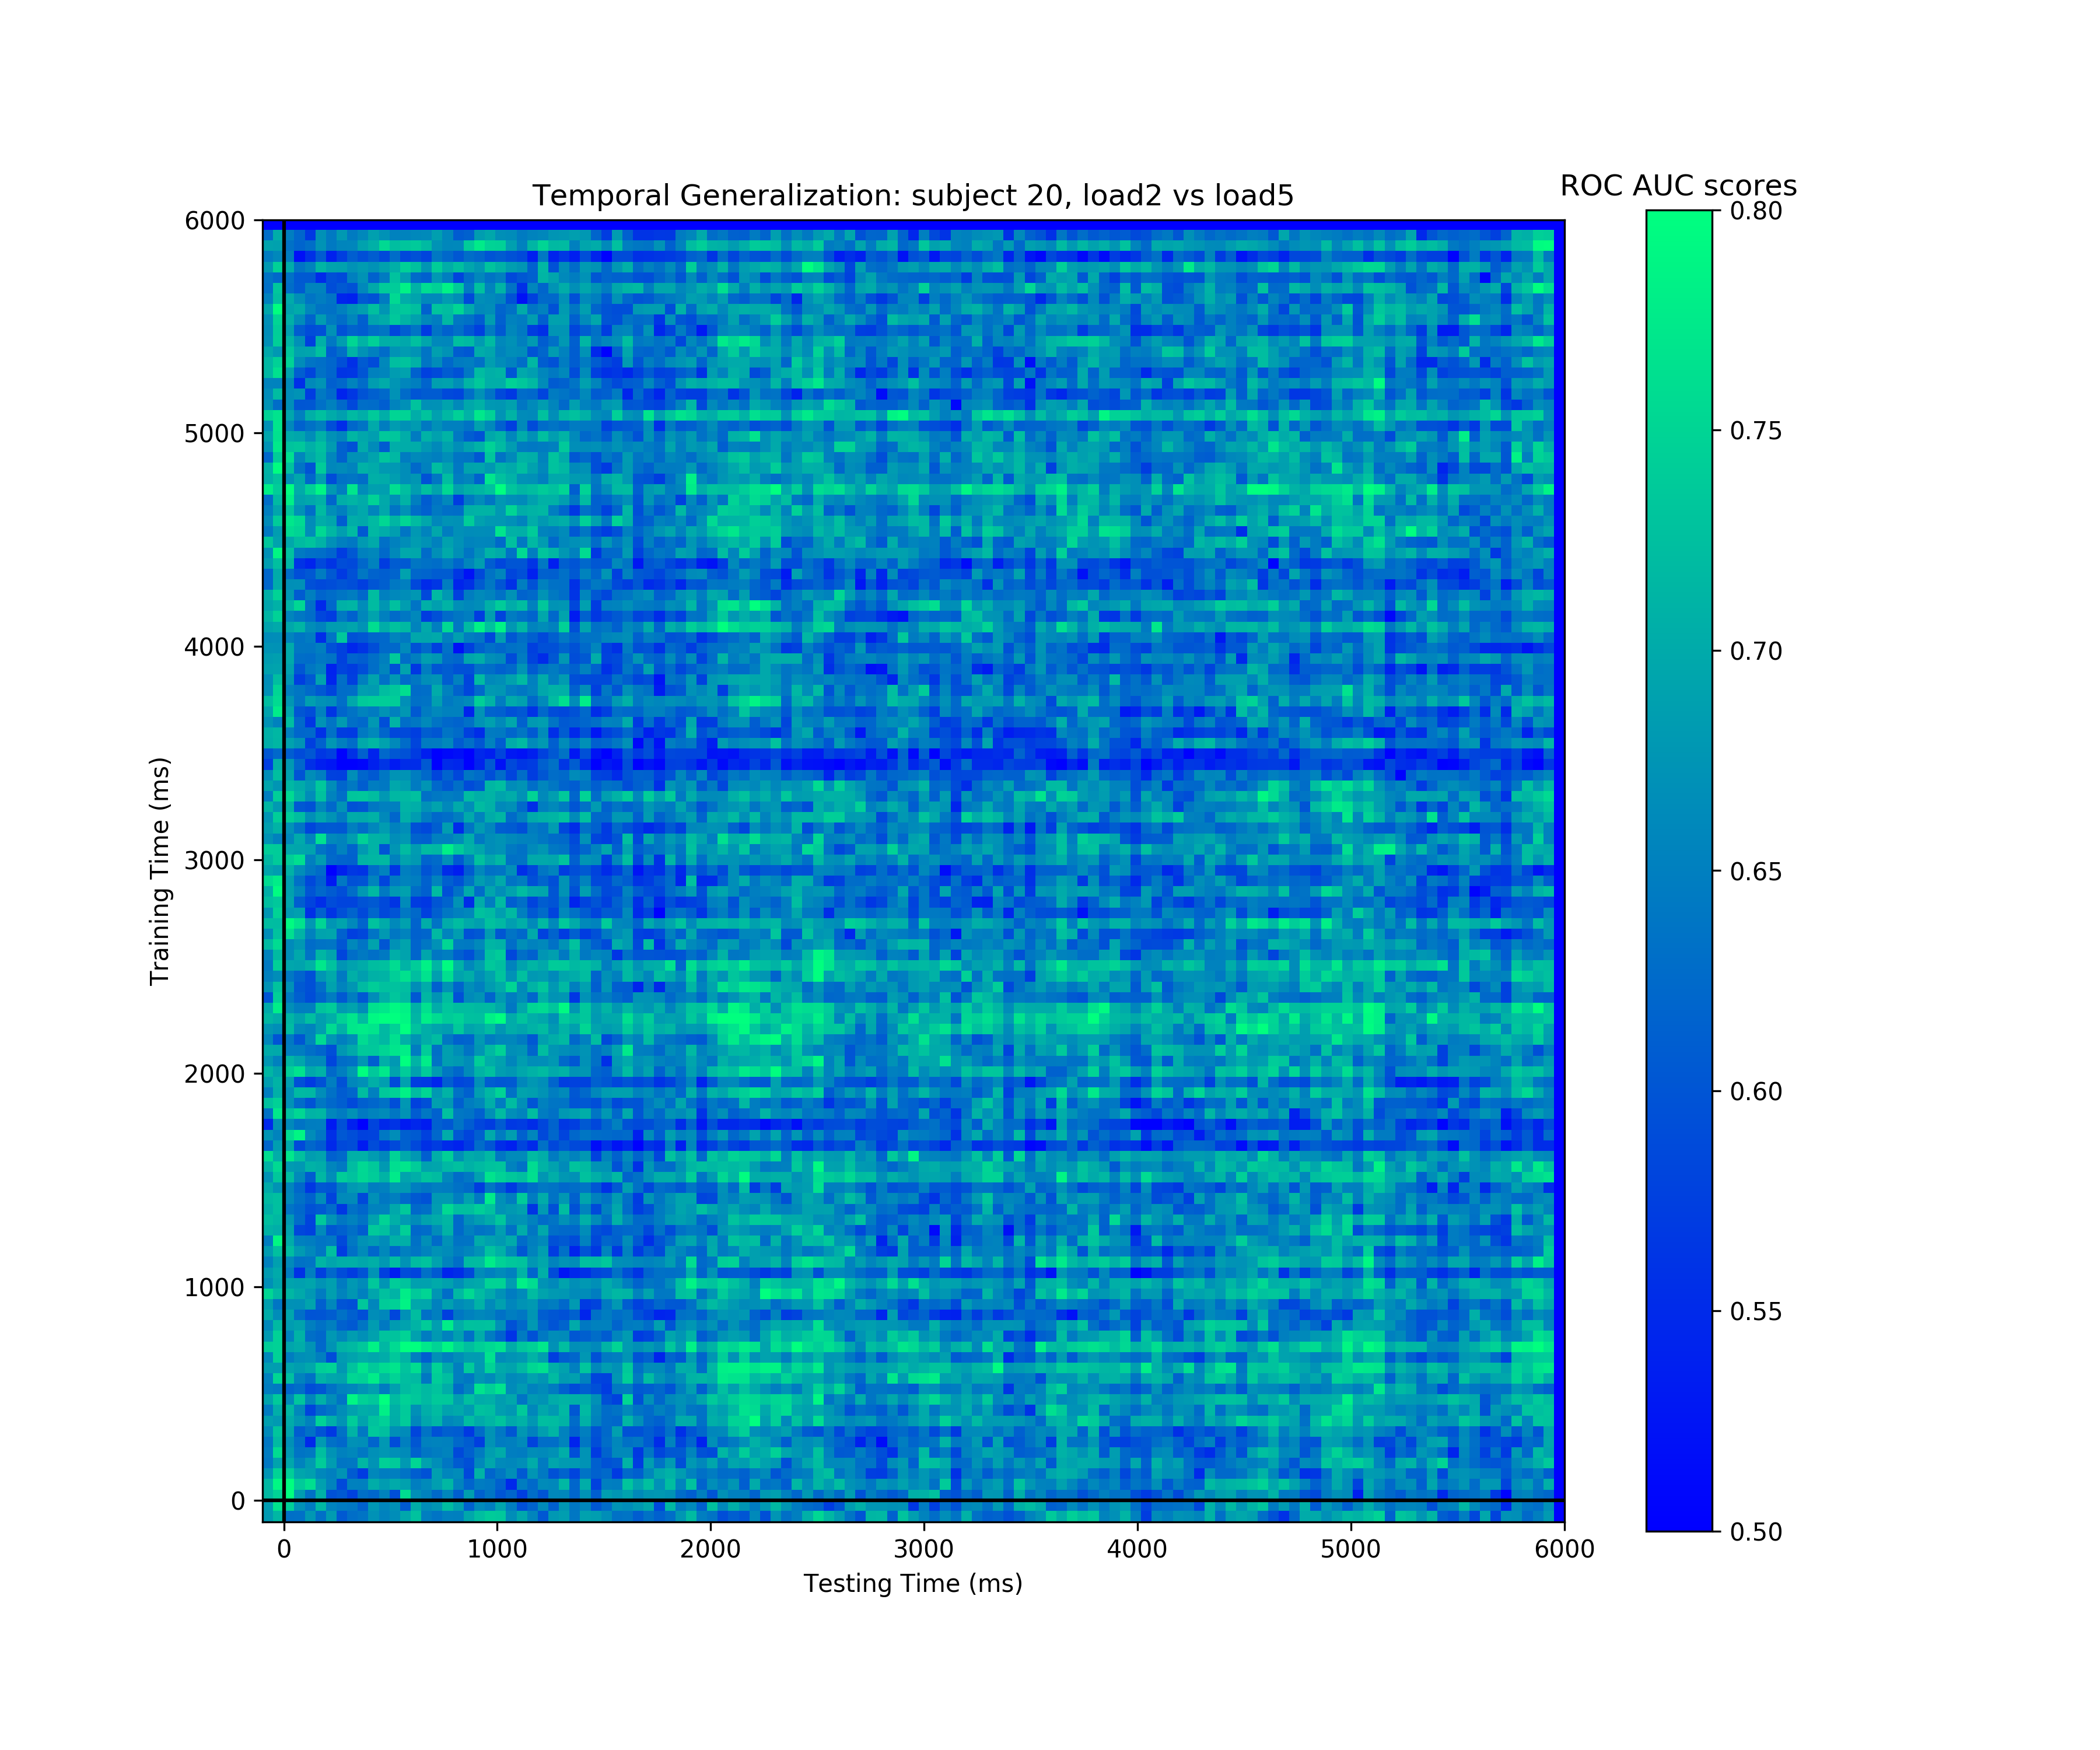 Temporal Generalization: subject 20, load2 vs load5
ROC AUC scores
6000
5000
4000
3000
2000
1000
0
Training Time (ms)
0 1000 2000 3000 4000 5000 6000
Testing Time (ms)
0.80
0.75
0.70
0.65
0.60
0.55
0.50